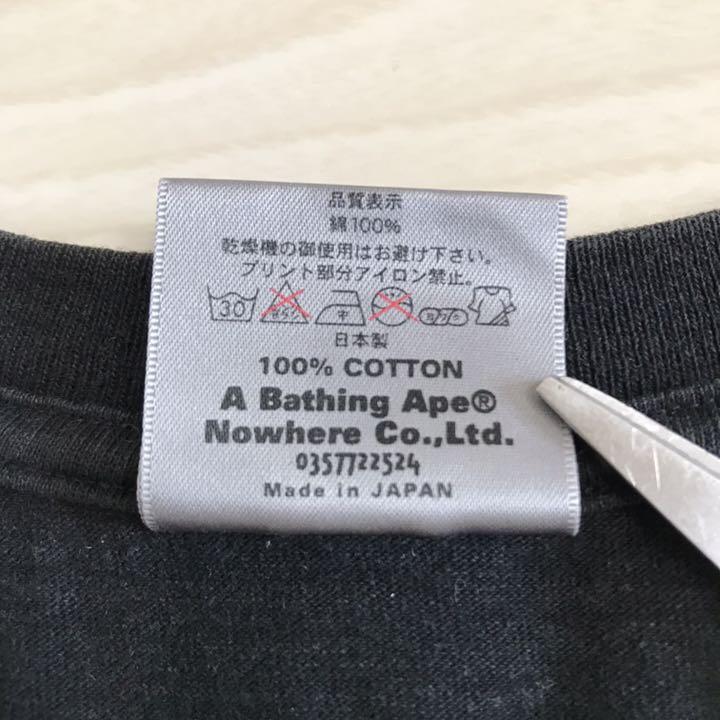 品質表示
綿100%
乾燥機の御使用はお避け下さい。
プリント部分アイロン禁止。
30 中
日本製
100% COTTON
A Bathing Ape®
Nowhere Co.,Ltd.
0357722524
Made in JAPAN